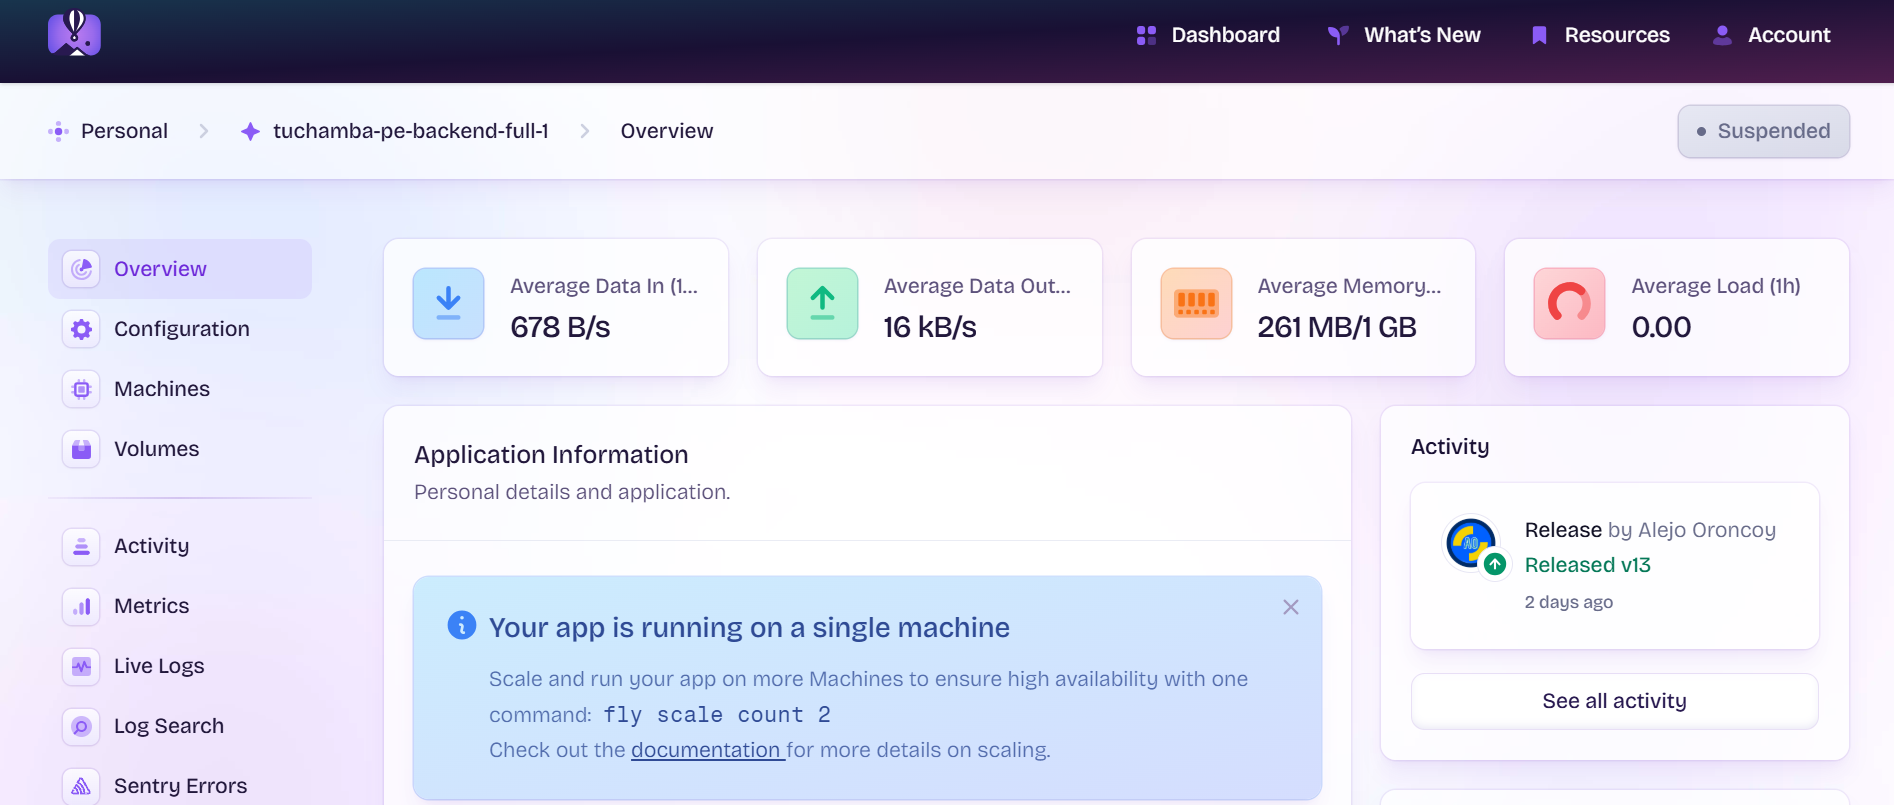 Dashboard
What's New
Resources
Account
Personal
tuchamba-pe-backend-full-1
Overview
Suspended
Overview
Configuration
Machines
Volumes
Activity
Metrics
Live Logs
Log Search
Sentry Errors
Average Data In (1...
678 B/s
Average Data Out...
16 kB/s
Average Memory...
261 MB/1 GB
Average Load (1h)
0.00
Application Information
Personal details and application.
Your app is running on a single machine
Scale and run your app on more Machines to ensure high availability with one
command: fly scale count 2
Check out the documentation for more details on scaling.
Activity
AO
Release by Alejo Oroncoy
Released v13
2 days ago
See all activity